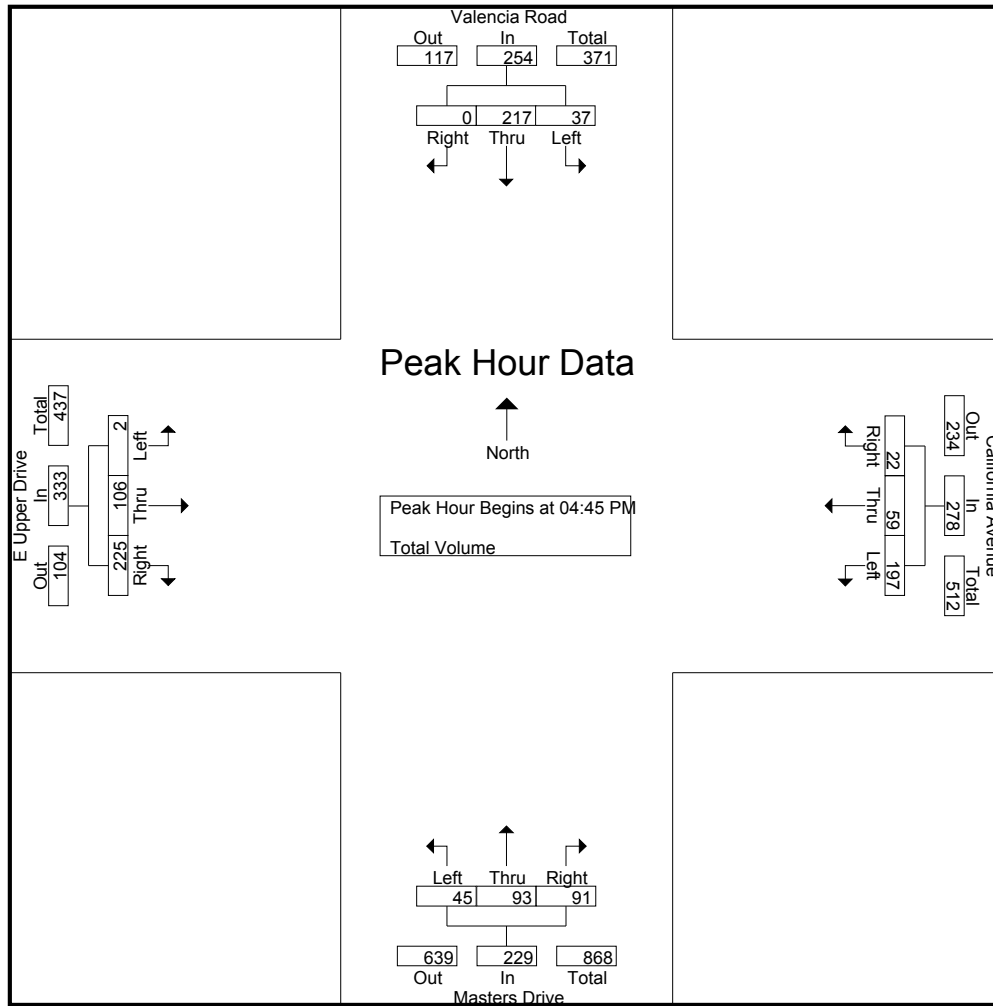 Valencia Road
Out In Total
117 254 371
0 217 37
Right Thru Left
Peak Hour Data
North
Peak Hour Begins at 04:45 PM
Total Volume
E Upper Drive
Out In Total
104 333 437
225 106 2
Right Thru Left
California Avenue
Out In Total
234 278 512
22 59 197
Right Thru Left
Left Thru Right
45 93 91
639 229 868
Out In Total
Masters Drive